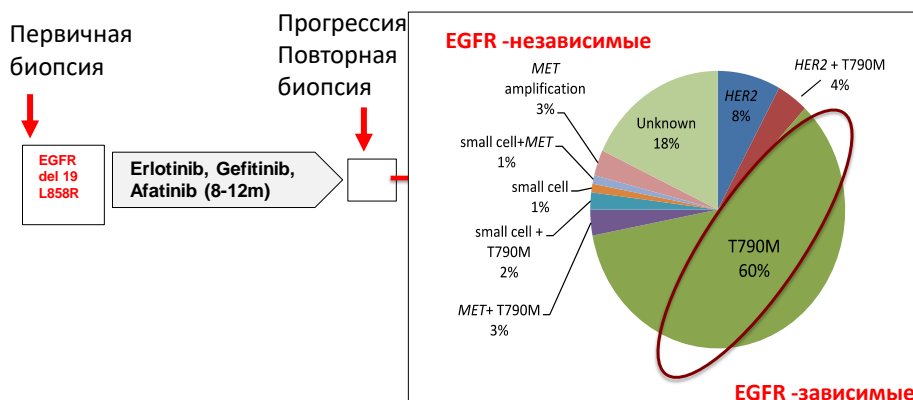 Первичная
биопсия
Прогрессия
Повторная
биопсия
EGFR
del 19
L858R
Erlotinib, Gefitinib,
Afatinib (8-12m)
EGFR -независимые
MET
amplification
3%
HER2 + T790M
4%
HER2
8%
Unknown
18%
small cell+MET
1%
small cell
1%
small cell +
T790M
2%
MET+ T790M
3%
T790M
60%
EGFR -зависимые